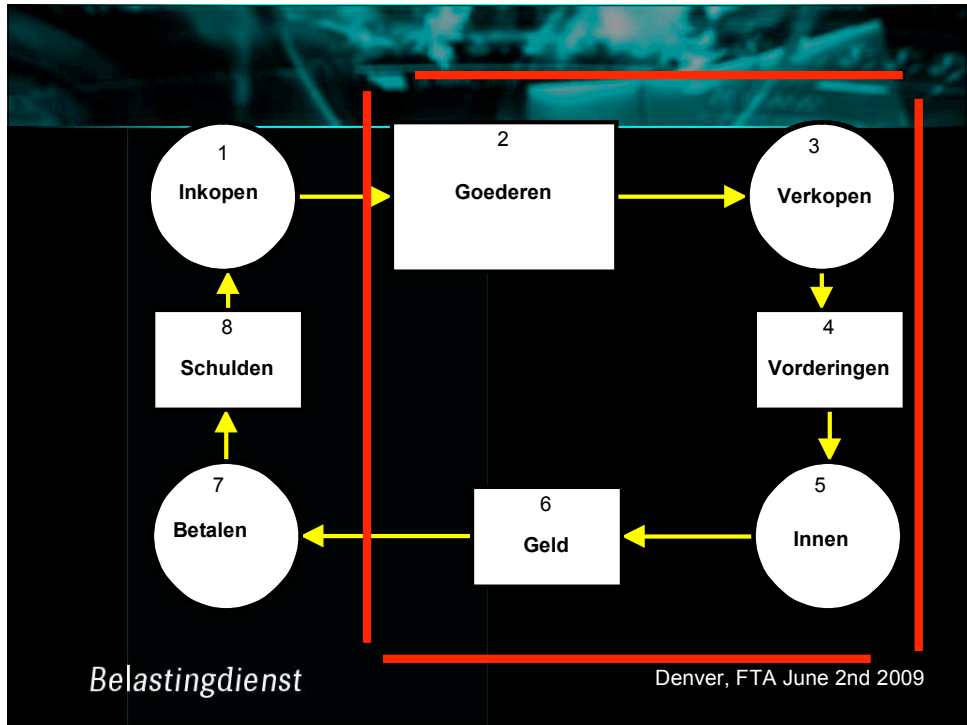 1
Inkopen
2
Goederen
3
Verkopen
4
Vorderingen
5
Innen
6
Geld
7
Betalen
8
Schulden
Belastingdienst
Denver, FTA June 2nd 2009